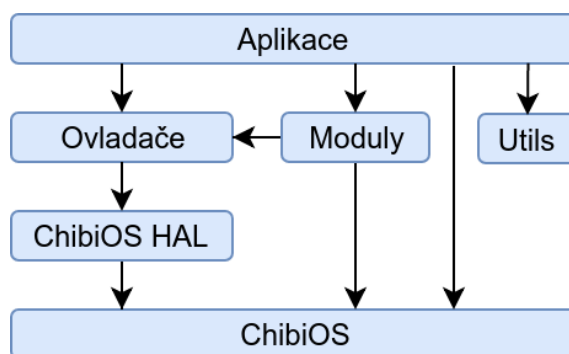 Aplikace
Ovladače
Moduly
Utils
ChibiOS HAL
ChibiOS